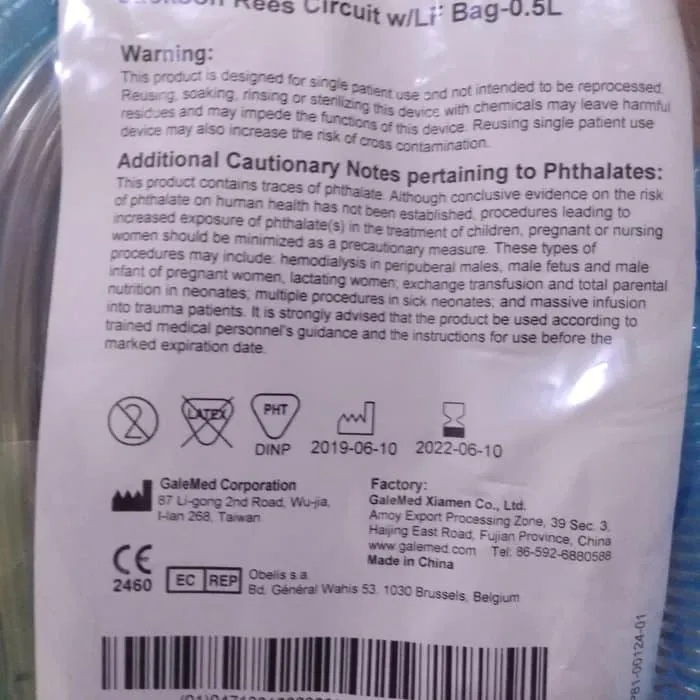 Rees Circuit w/LF Bag-0.5L
Warning:
This product is designed for single patient use and not intended to be reprocessed.
Reusing, soaking, rinsing or sterilizing this device with chemicals may leave harmful
residues and may impede the functions of this device. Reusing single patient use
device may also increase the risk of cross contamination.
Additional Cautionary Notes pertaining to Phthalates:
This product contains traces of phthalate. Although conclusive evidence on the risk
of phthalate on human health has not been established, procedures leading to
increased exposure of phthalate(s) in the treatment of children, pregnant or nursing
women should be minimized as a precautionary measure. These types of
procedures may include: hemodialysis in peripuberal males, male fetus and male
infant of pregnant women, lactating women; exchange transfusion and total parental
nutrition in neonates; multiple procedures in sick neonates; and massive infusion
into trauma patients. It is strongly advised that the product be used according to
trained medical personnel's guidance and the instructions for use before the
marked expiration date.
2 LATEX PHT
DINP 2019-06-10 2022-06-10
GaleMed Corporation
87 Li-gong 2nd Road, Wu-jia,
I-lan 268, Taiwan
Factory:
GaleMed Xiamen Co., Ltd.
Amoy Export Processing Zone, 39 Sec. 3.
Haijing East Road, Fujian Province, China
www.galemed.com Tel: 86-592-6880588
Made in China
CE
2460
EC REP
Obelis s.a.
Bd. Général Wahis 53. 1030 Brussels, Belgium
81-00124-01